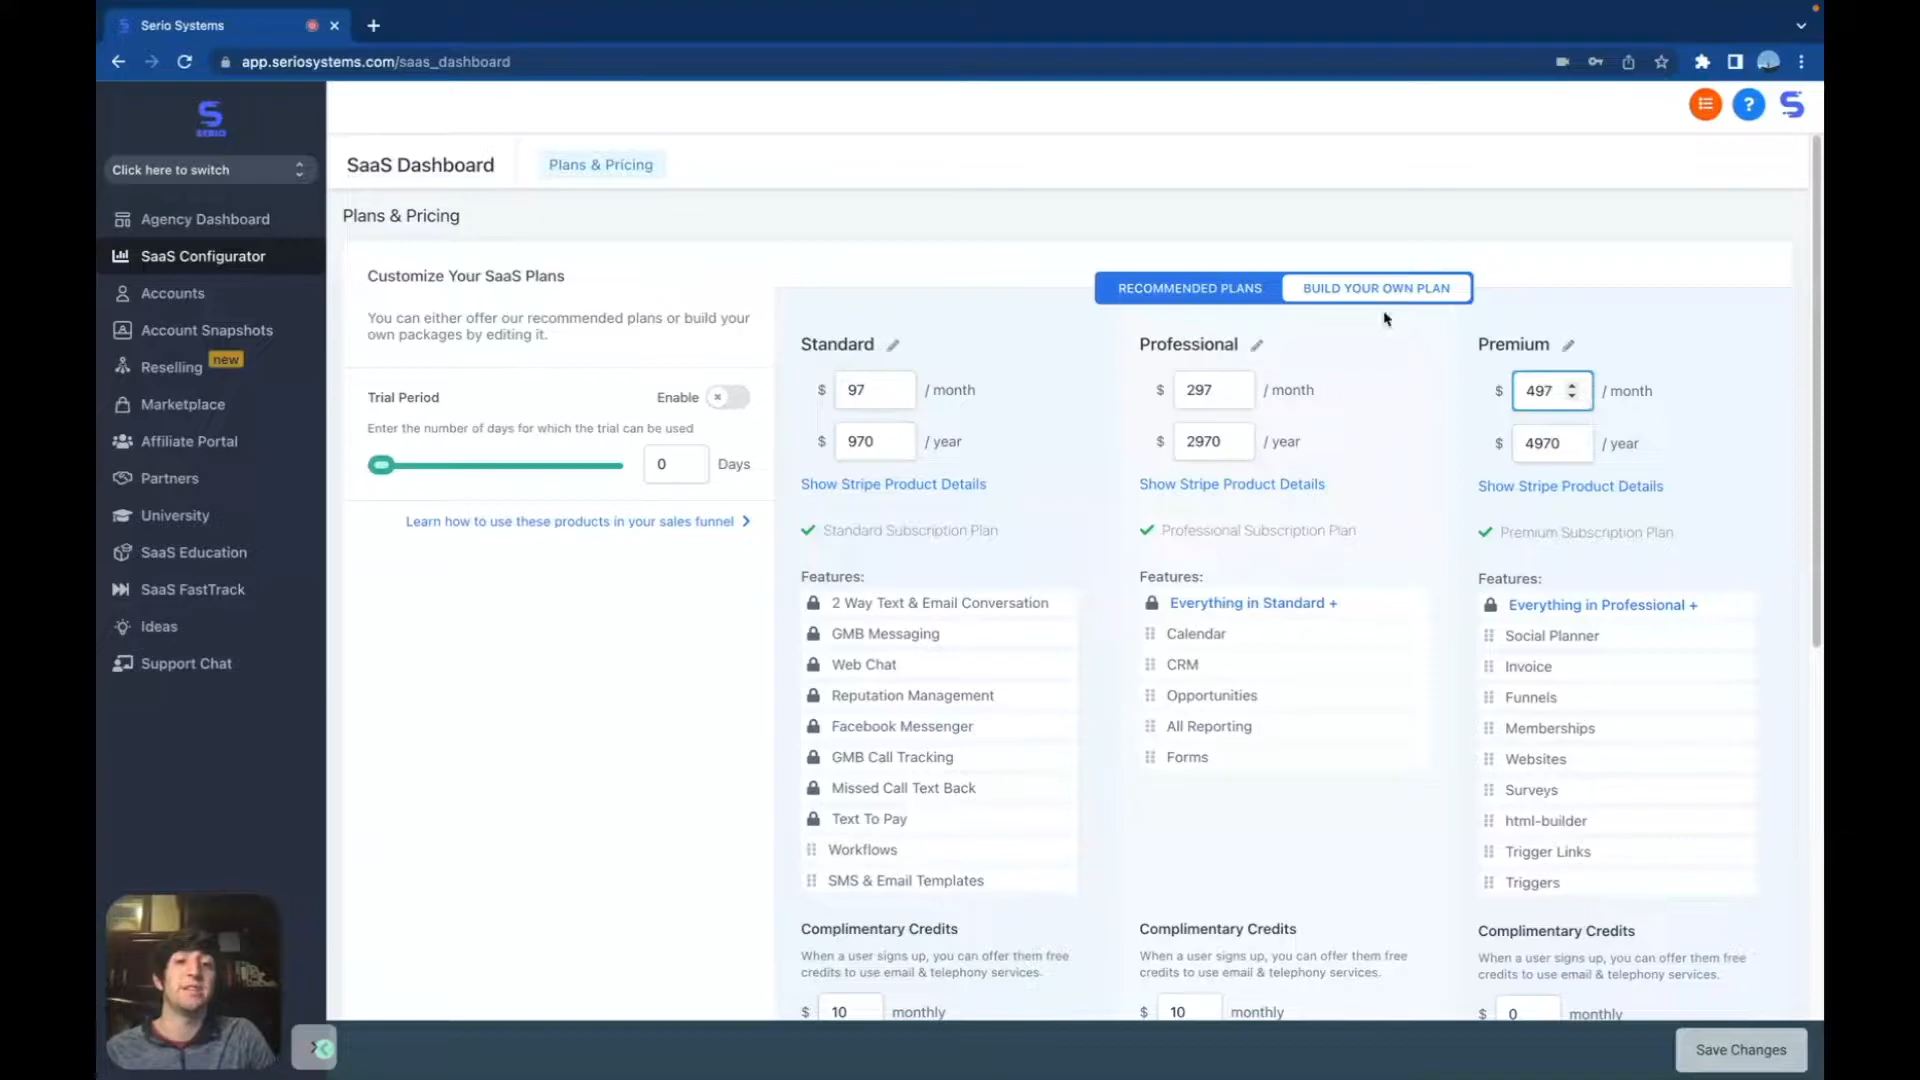 Serio Systems
app.seriosystems.com/saas_dashboard
SERIO
Click here to switch
Agency Dashboard
SaaS Configurator
Accounts
Account Snapshots
Reselling new
Marketplace
Affiliate Portal
Partners
University
SaaS Education
SaaS FastTrack
Ideas
Support Chat
SaaS Dashboard
Plans & Pricing
Plans & Pricing
Customize Your SaaS Plans
You can either offer our recommended plans or build your
own packages by editing it.
Trial Period Enable
Enter the number of days for which the trial can be used
0 Days
Learn how to use these products in your sales funnel
RECOMMENDED PLANS BUILD YOUR OWN PLAN
Standard
$ 97 / month
$ 970 / year
Show Stripe Product Details
Standard Subscription Plan
Features:
2 Way Text & Email Conversation
GMB Messaging
Web Chat
Reputation Management
Facebook Messenger
GMB Call Tracking
Missed Call Text Back
Text To Pay
Workflows
SMS & Email Templates
Complimentary Credits
When a user signs up, you can offer them free
credits to use email & telephony services.
$ 10 monthly
Professional
$ 297 / month
$ 2970 / year
Show Stripe Product Details
Professional Subscription Plan
Features:
Everything in Standard +
Calendar
CRM
Opportunities
All Reporting
Forms
Complimentary Credits
When a user signs up, you can offer them free
credits to use email & telephony services.
$ 10 monthly
Premium
$ 497 / month
$ 4970 / year
Show Stripe Product Details
Premium Subscription Plan
Features:
Everything in Professional +
Social Planner
Invoice
Funnels
Memberships
Websites
Surveys
html-builder
Trigger Links
Triggers
Complimentary Credits
When a user signs up, you can offer them free
credits to use email & telephony services.
$ 0 monthly
Save Changes